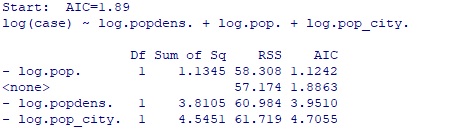 Start:  AIC=1.89
log(case) ~ log.popdens. + log.pop. + log.pop_city.
Df Sum of Sq    RSS    AIC
- log.pop.       1    1.1345 58.308 1.1242
<none>                       57.174 1.8863
- log.popdens.   1    3.8105 60.984 3.9510
- log.pop_city.  1    4.5451 61.719 4.7055